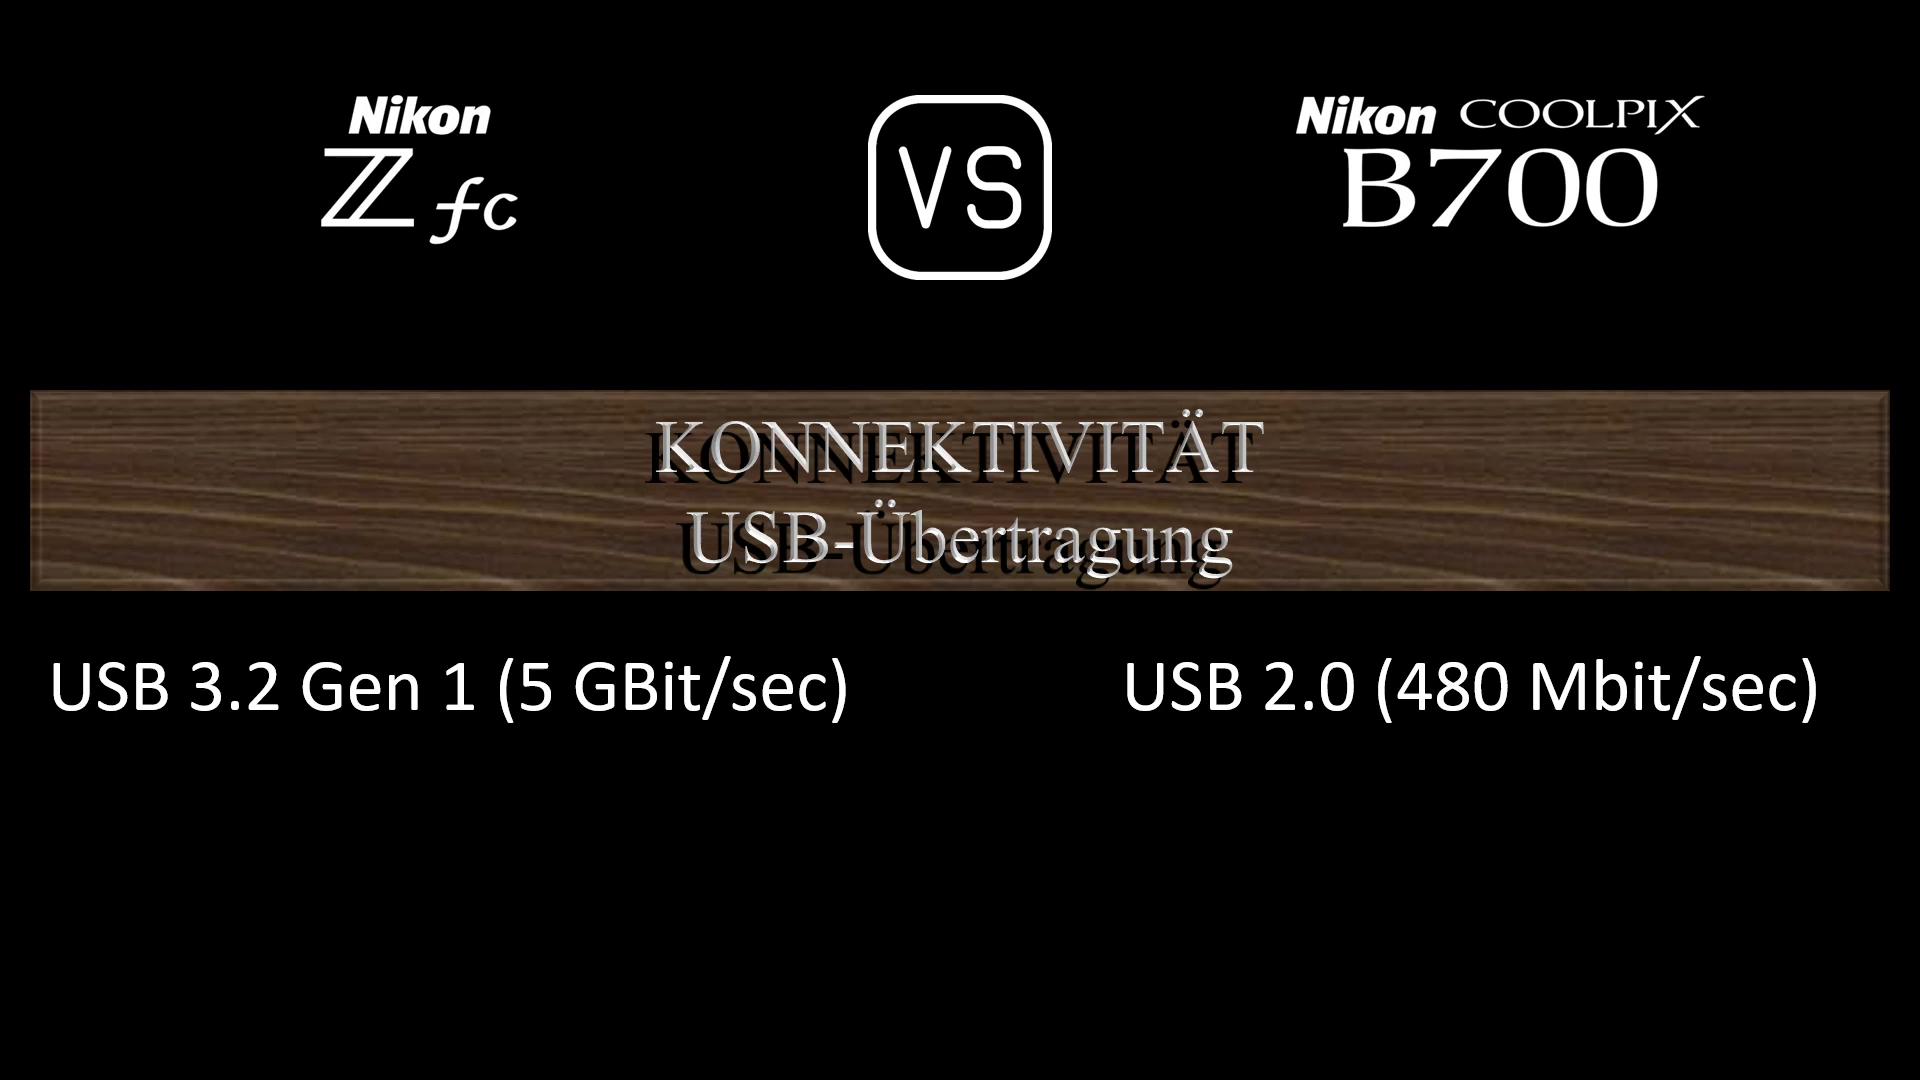 Nikon
Z fc
VS
Nikon COOLPIX
B700
KONNEKTIVITÄT
USB-Übertragung
USB 3.2 Gen 1 (5 GBit/sec)
USB 2.0 (480 Mbit/sec)